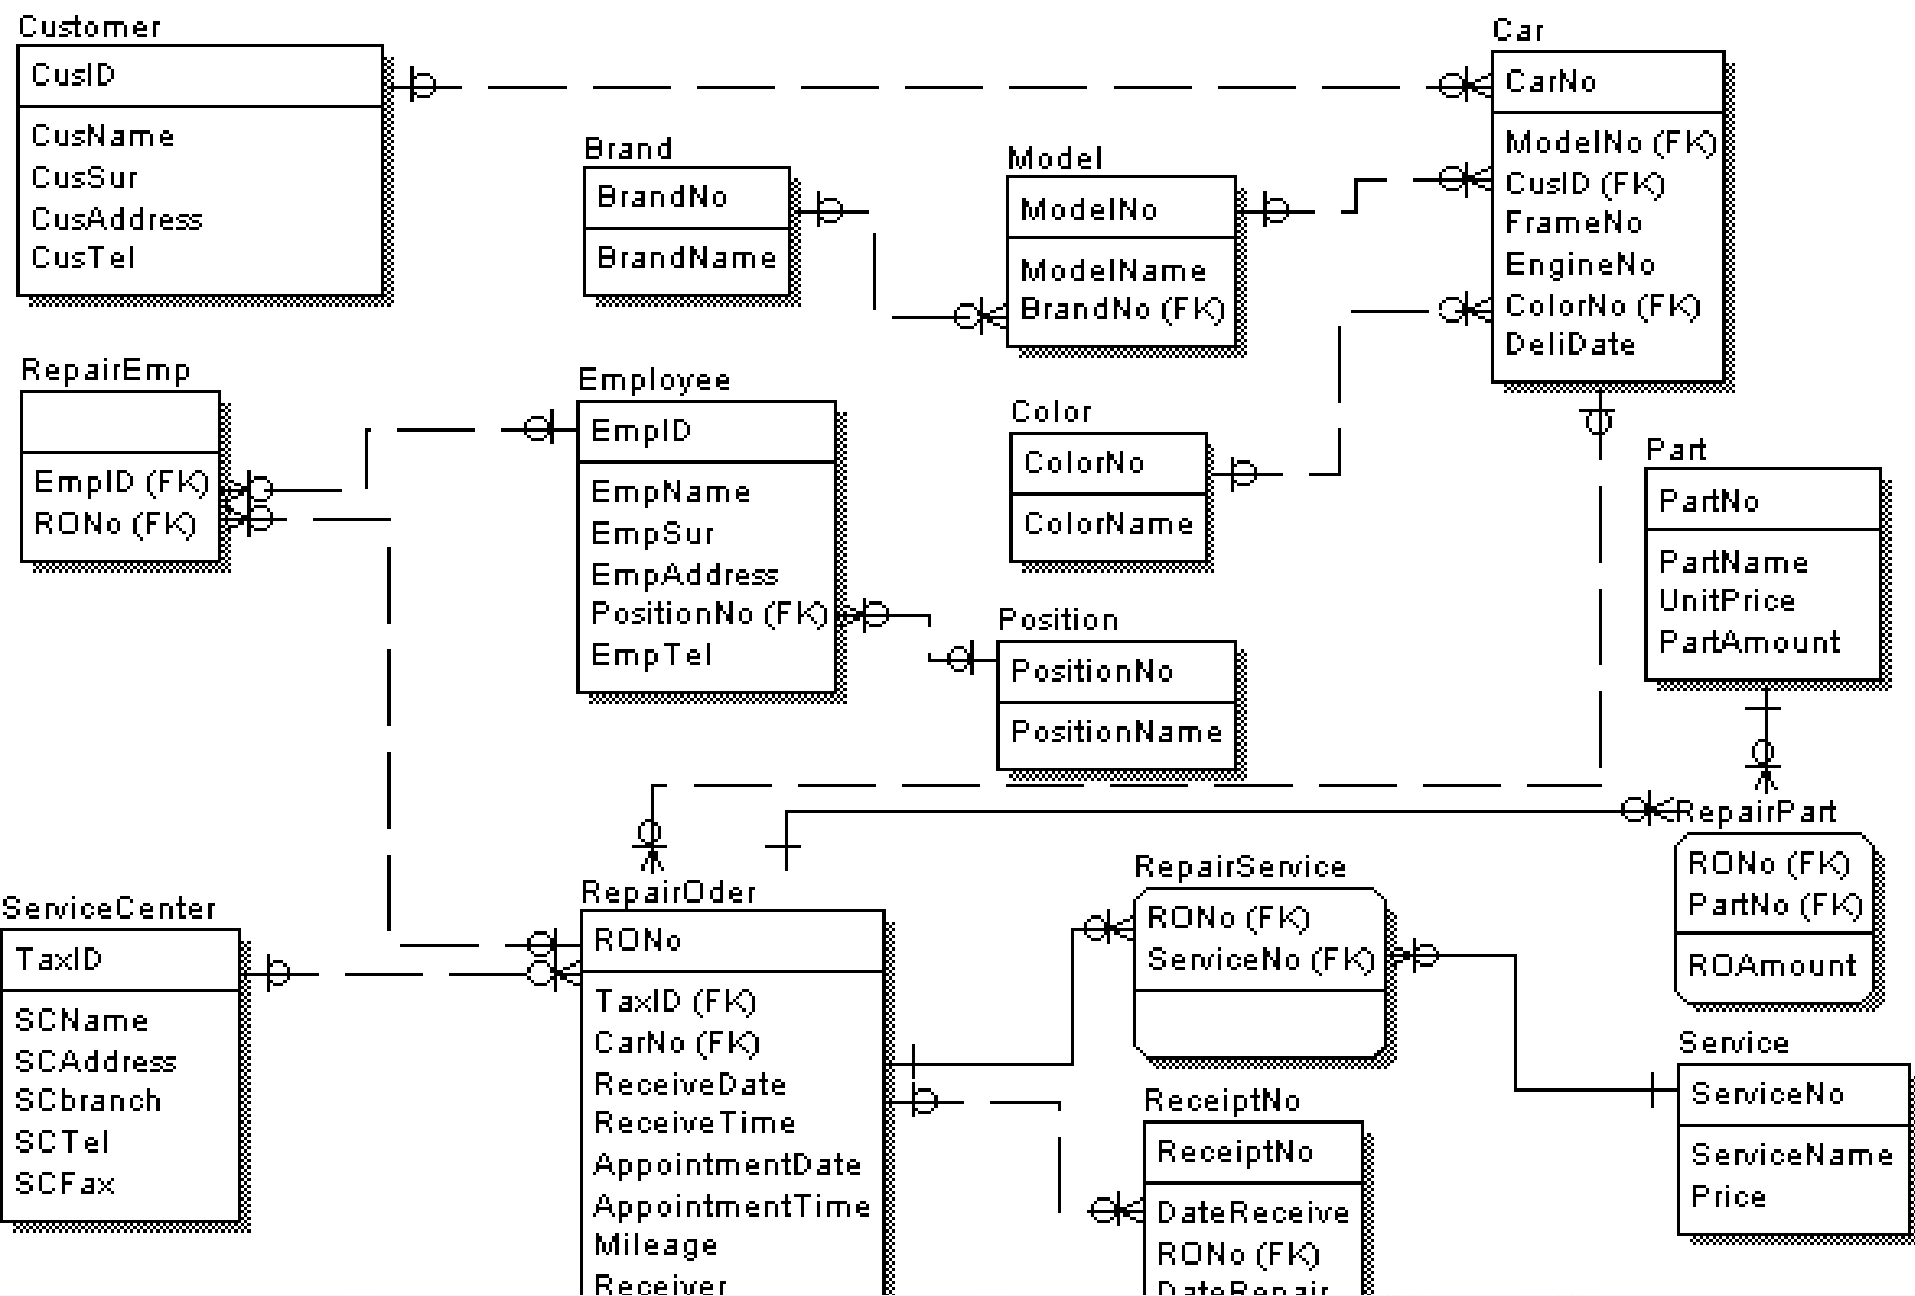 Customer
CusID
CusName
CusSur
CusAddress
CusTel
Brand
BrandNo
BrandName
Model
ModelNo
ModelName
BrandNo (FK)
Car
CarNo
ModelNo (FK)
CusID (FK)
FrameNo
EngineNo
ColorNo (FK)
DeliDate
RepairEmp
EmpID (FK)
RONo (FK)
Employee
EmpID
EmpName
EmpSur
EmpAddress
PositionNo (FK)
EmpTel
Color
ColorNo
ColorName
Position
PositionNo
PositionName
Part
PartNo
PartName
UnitPrice
PartAmount
RepairPart
RONo (FK)
PartNo (FK)
ROAmount
ServiceCenter
TaxID
SCName
SCAddress
SCbranch
SCTel
SCFax
RepairOder
RONo
TaxID (FK)
CarNo (FK)
ReceiveDate
ReceiveTime
AppointmentDate
AppointmentTime
Mileage
Receiver
RepairService
RONo (FK)
ServiceNo (FK)
ReceiptNo
ReceiptNo
DateReceive
RONo (FK)
DateRepair
Service
ServiceNo
ServiceName
Price